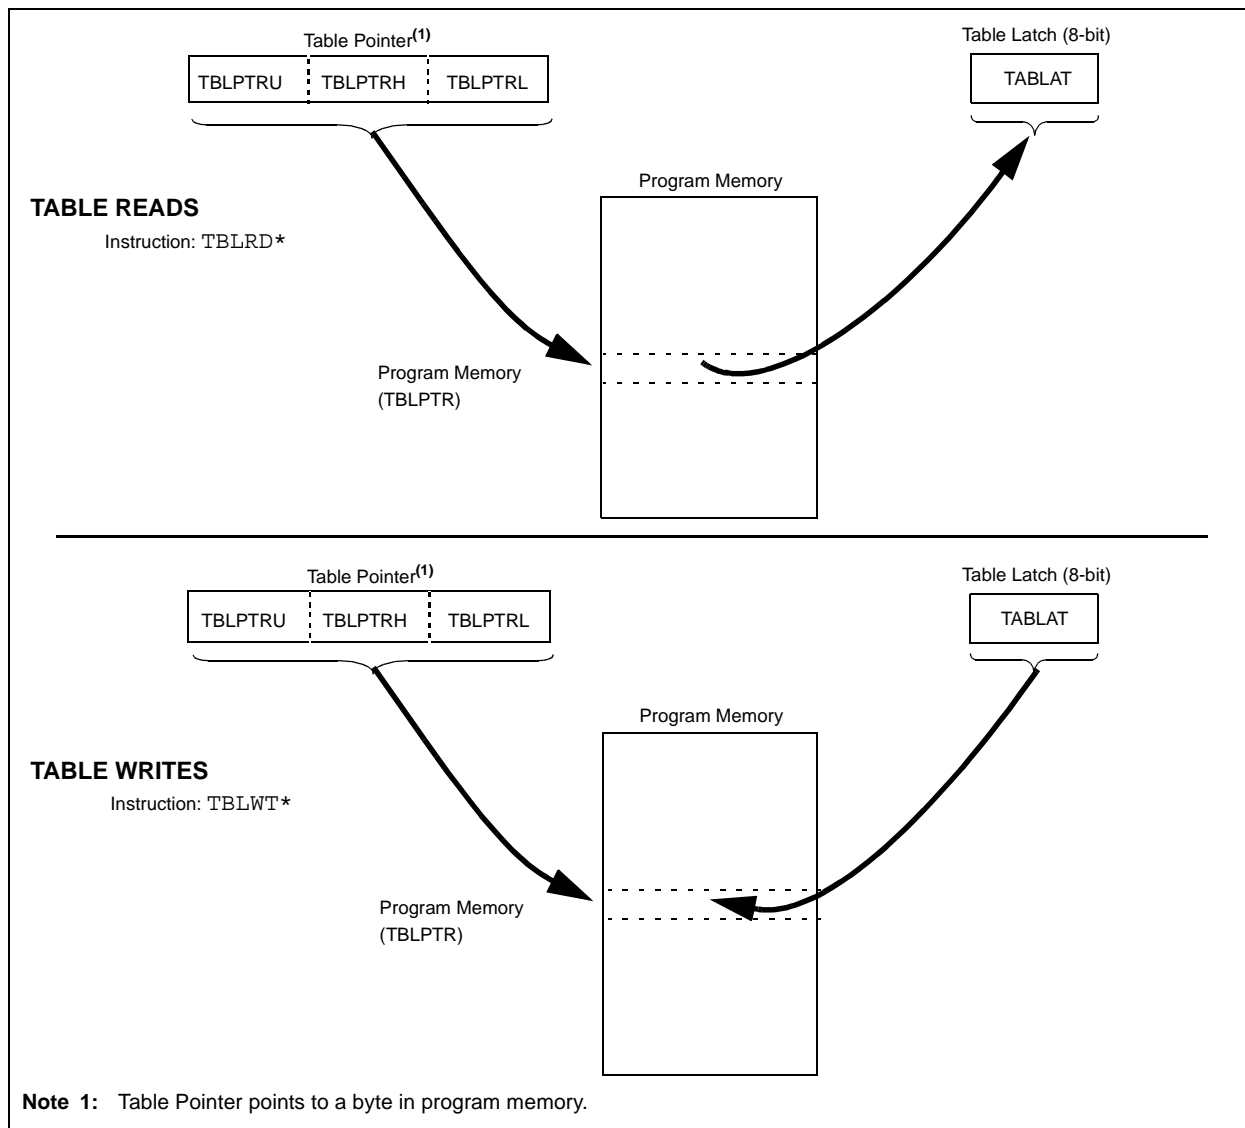 Table Pointer(1)
Table Latch (8-bit)
TBLPTRU TBLPTRH TBLPTRL
TABLAT
Program Memory
TABLE READS
Instruction: TBLRD*
Program Memory
(TBLPTR)
Table Pointer(1)
Table Latch (8-bit)
TBLPTRU TBLPTRH TBLPTRL
TABLAT
Program Memory
TABLE WRITES
Instruction: TBLWT*
Program Memory
(TBLPTR)
Note 1: Table Pointer points to a byte in program memory.